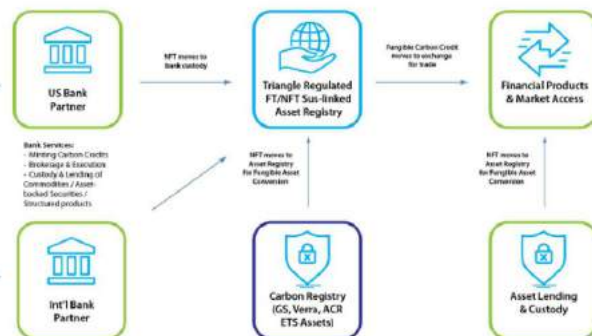 NFT moves to
bank custody
Fungible Carbon Credit
moves to exchange
for trade
US Bank
Partner
Triangle Regulated
FT/NFT Sus-linked
Asset Registry
Financial Products
& Market Access
Bank Services:
- Minting Carbon Credits
- Brokerage & Execution
- Custody & Lending of
Commodities / Asset-
backed Securities /
Structured products
NFT moves to
Asset Registry
for Fungible Asset
Conversion
NFT moves to
Asset Registry
for Fungible Asset
Conversion
Int'l Bank
Partner
Carbon Registry
(GS, Verra, ACR
ETS Assets)
Asset Lending
& Custody